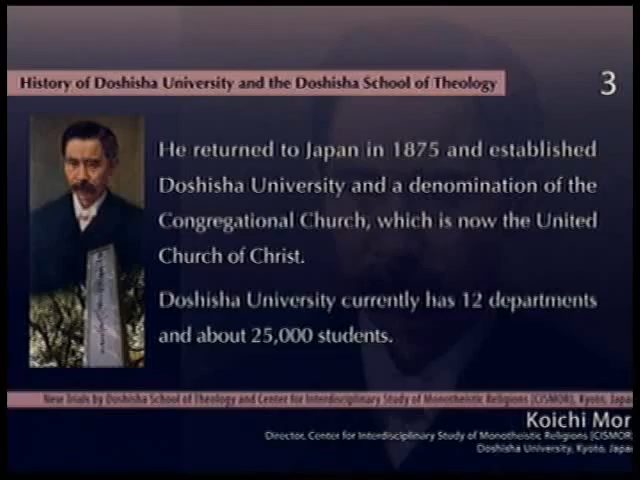 History of Doshisha University and the Doshisha School of Theology
3
He returned to Japan in 1875 and established
Doshisha University and a denomination of the
Congregational Church, which is now the United
Church of Christ.
Doshisha University currently has 12 departments
and about 25,000 students.
New Trials by Doshisha School of Theology and Center for Interdisciplinary Study of Monotheistic Religions (CISMOR), Kyoto, Japa
Koichi Mor
Director, Center for Interdisciplinary Study of Monotheistic Religions (CISMOR)
Doshisha University, Kyoto, Japa